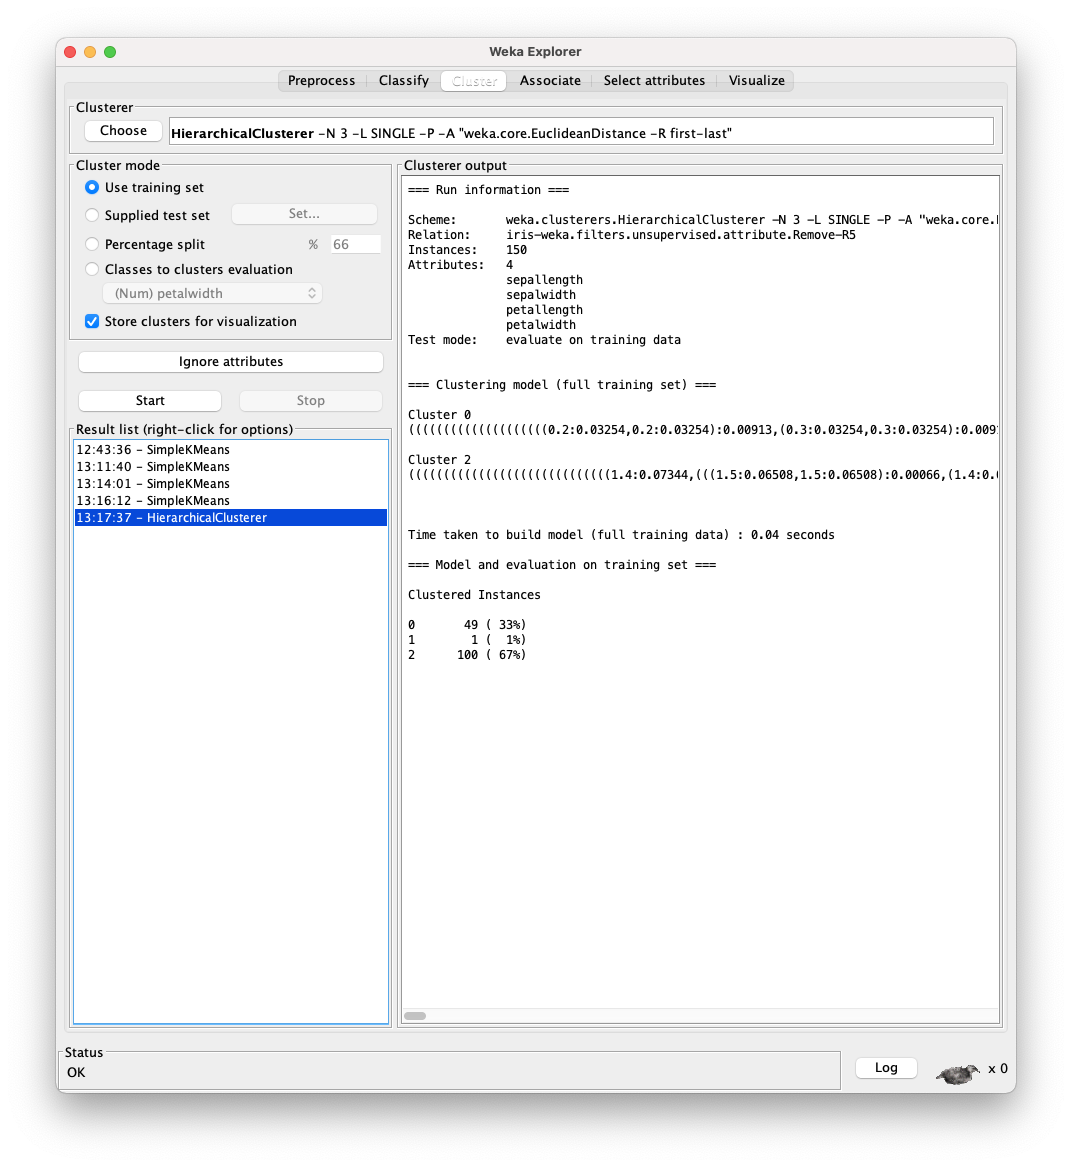 Weka Explorer
Preprocess Classify Cluster Associate Select attributes Visualize
Clusterer
Choose HierarchicalClusterer -N 3 -L SINGLE -P -A "weka.core.EuclideanDistance -R first-last"
Cluster mode
Use training set
Supplied test set Set...
Percentage split % 66
Classes to clusters evaluation
(Num) petalwidth
Store clusters for visualization
Ignore attributes
Start Stop
Result list (right-click for options)
12:43:36 - SimpleKMeans
13:11:40 - SimpleKMeans
13:14:01 - SimpleKMeans
13:16:12 - SimpleKMeans
13:17:37 - HierarchicalClusterer
Clusterer output
=== Run information ===
Scheme: weka.clusterers.HierarchicalClusterer -N 3 -L SINGLE -P -A "weka.core.
Relation: iris-weka.filters.unsupervised.attribute.Remove-R5
Instances: 150
Attributes: 4
sepallength
sepalwidth
petallength
petalwidth
Test mode: evaluate on training data
=== Clustering model (full training set) ===
Cluster 0
((((((((((((((((((((0.2:0.03254,0.2:0.03254):0.00913,(0.3:0.03254,0.3:0.03254):0.009
Cluster 2
(((((((((((((((((((((((((((((1.4:0.07344,(((1.5:0.06508,1.5:0.06508):0.00066,(1.4:0.
Time taken to build model (full training data) : 0.04 seconds
=== Model and evaluation on training set ===
Clustered Instances
0 49 ( 33%)
1 1 ( 1%)
2 100 ( 67%)
Status
OK
Log x 0